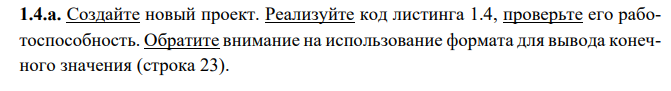 1.4.a. Создайте новый проект. Реализуйте код листинга 1.4, проверьте его рабо-
тоспособность. Обратите внимание на использование формата для вывода конеч-
ного значения (строка 23).